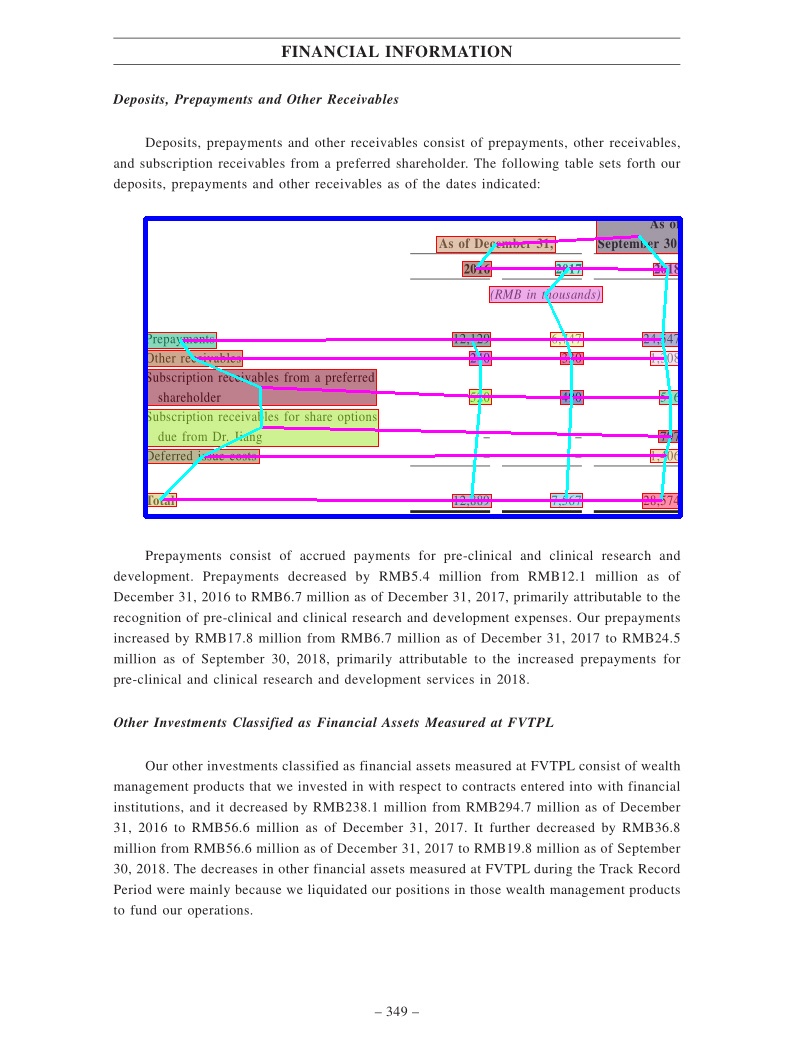 FINANCIAL INFORMATION
Deposits, Prepayments and Other Receivables
Deposits, prepayments and other receivables consist of prepayments, other receivables,
and subscription receivables from a preferred shareholder. The following table sets forth our
deposits, prepayments and other receivables as of the dates indicated:
As of
As of December 31, September 30
2016 2017 2018
(RMB in thousands)
Prepayments 12,129 6,747 24,547
Other receivables
Subscription receivables from a preferred
shareholder
Subscription receivables for share options
due from Dr. Jiang – – 797
Deferred issue costs
Total 12,889 7,567 28,574
Prepayments consist of accrued payments for pre-clinical and clinical research and
development. Prepayments decreased by RMB5.4 million from RMB12.1 million as of
December 31, 2016 to RMB6.7 million as of December 31, 2017, primarily attributable to the
recognition of pre-clinical and clinical research and development expenses. Our prepayments
increased by RMB17.8 million from RMB6.7 million as of December 31, 2017 to RMB24.5
million as of September 30, 2018, primarily attributable to the increased prepayments for
pre-clinical and clinical research and development services in 2018.
Other Investments Classified as Financial Assets Measured at FVTPL
Our other investments classified as financial assets measured at FVTPL consist of wealth
management products that we invested in with respect to contracts entered into with financial
institutions, and it decreased by RMB238.1 million from RMB294.7 million as of December
31, 2016 to RMB56.6 million as of December 31, 2017. It further decreased by RMB36.8
million from RMB56.6 million as of December 31, 2017 to RMB19.8 million as of September
30, 2018. The decreases in other financial assets measured at FVTPL during the Track Record
Period were mainly because we liquidated our positions in those wealth management products
to fund our operations.
– 349 –